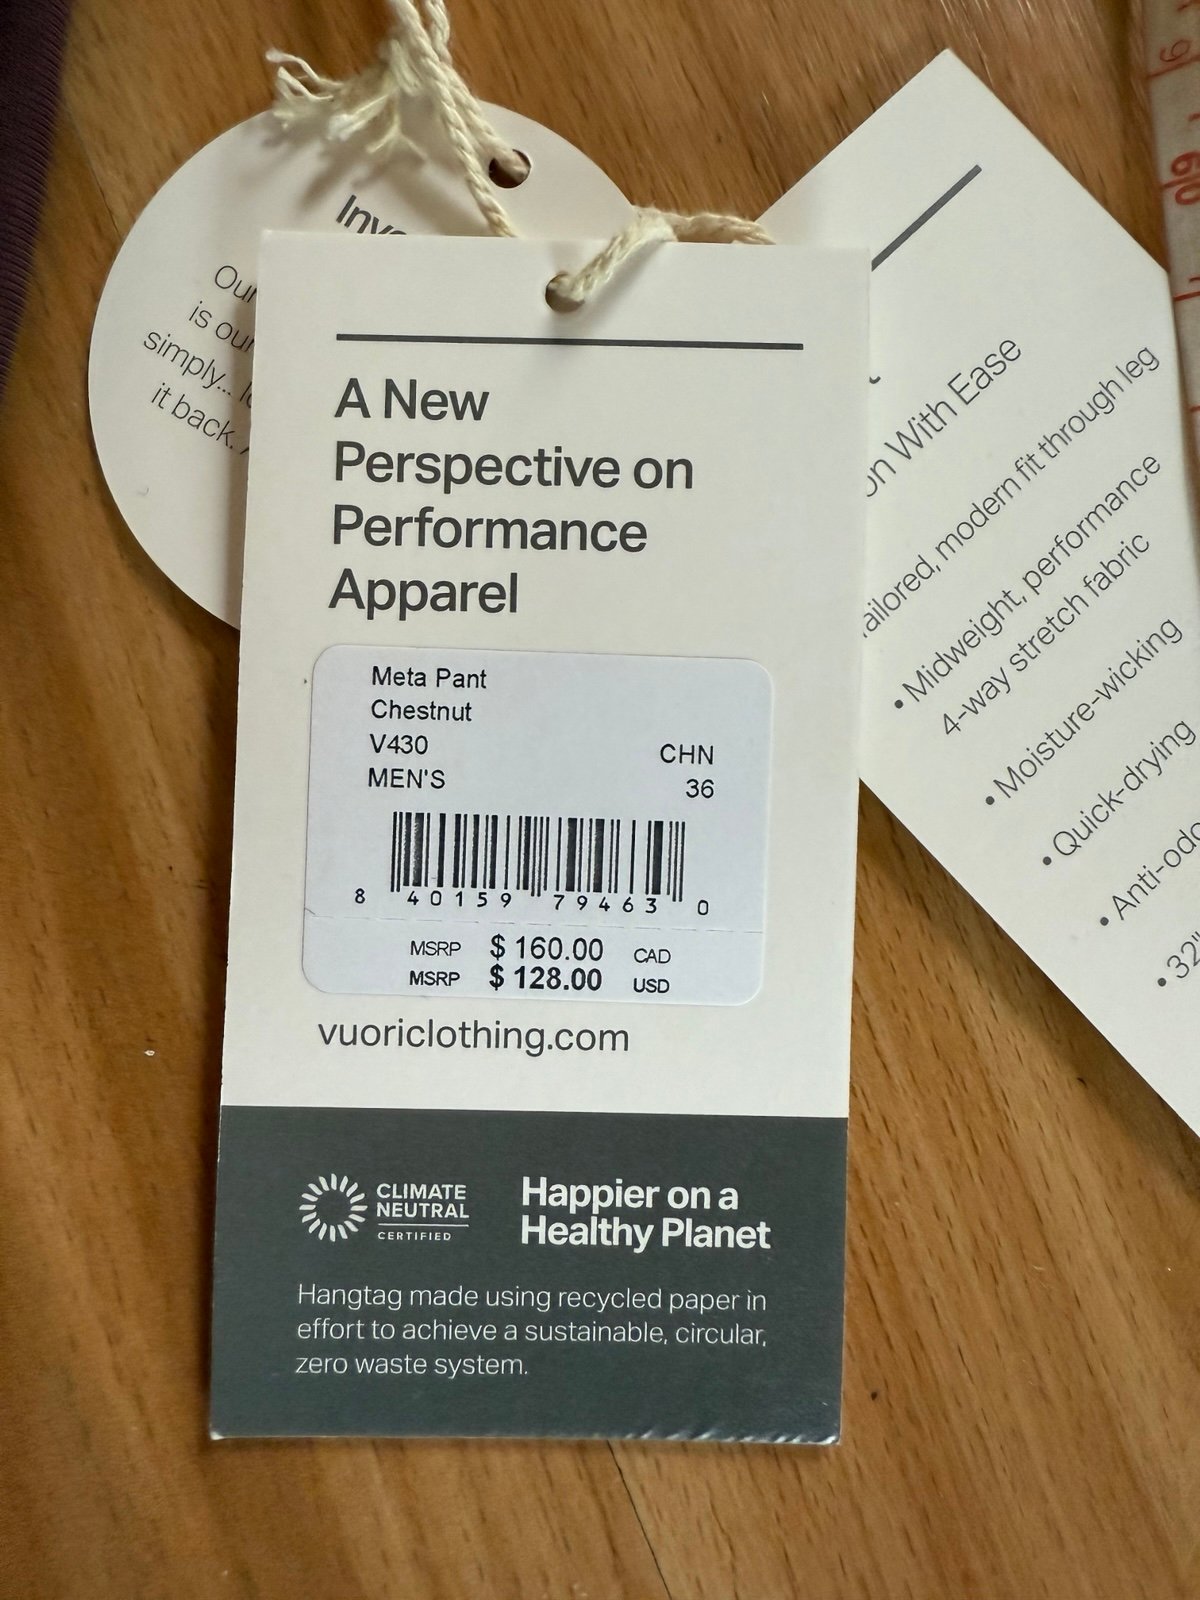 Our
is our
simply...
it back.
A New
Perspective on
Performance
Apparel
Meta Pant
Chestnut
V430 CHN
MEN'S 36
8 40159 79463 0
MSRP $ 160.00 CAD
MSRP $ 128.00 USD
vuoriclothing.com
CLIMATE
NEUTRAL
CERTIFIED
Happier on a
Healthy Planet
Hangtag made using recycled paper in
effort to achieve a sustainable, circular,
zero waste system.
With Ease
modern fit through leg
• Midweight, performance
4-way stretch fabric
• Moisture-wicking
• Quick-drying
• 32"